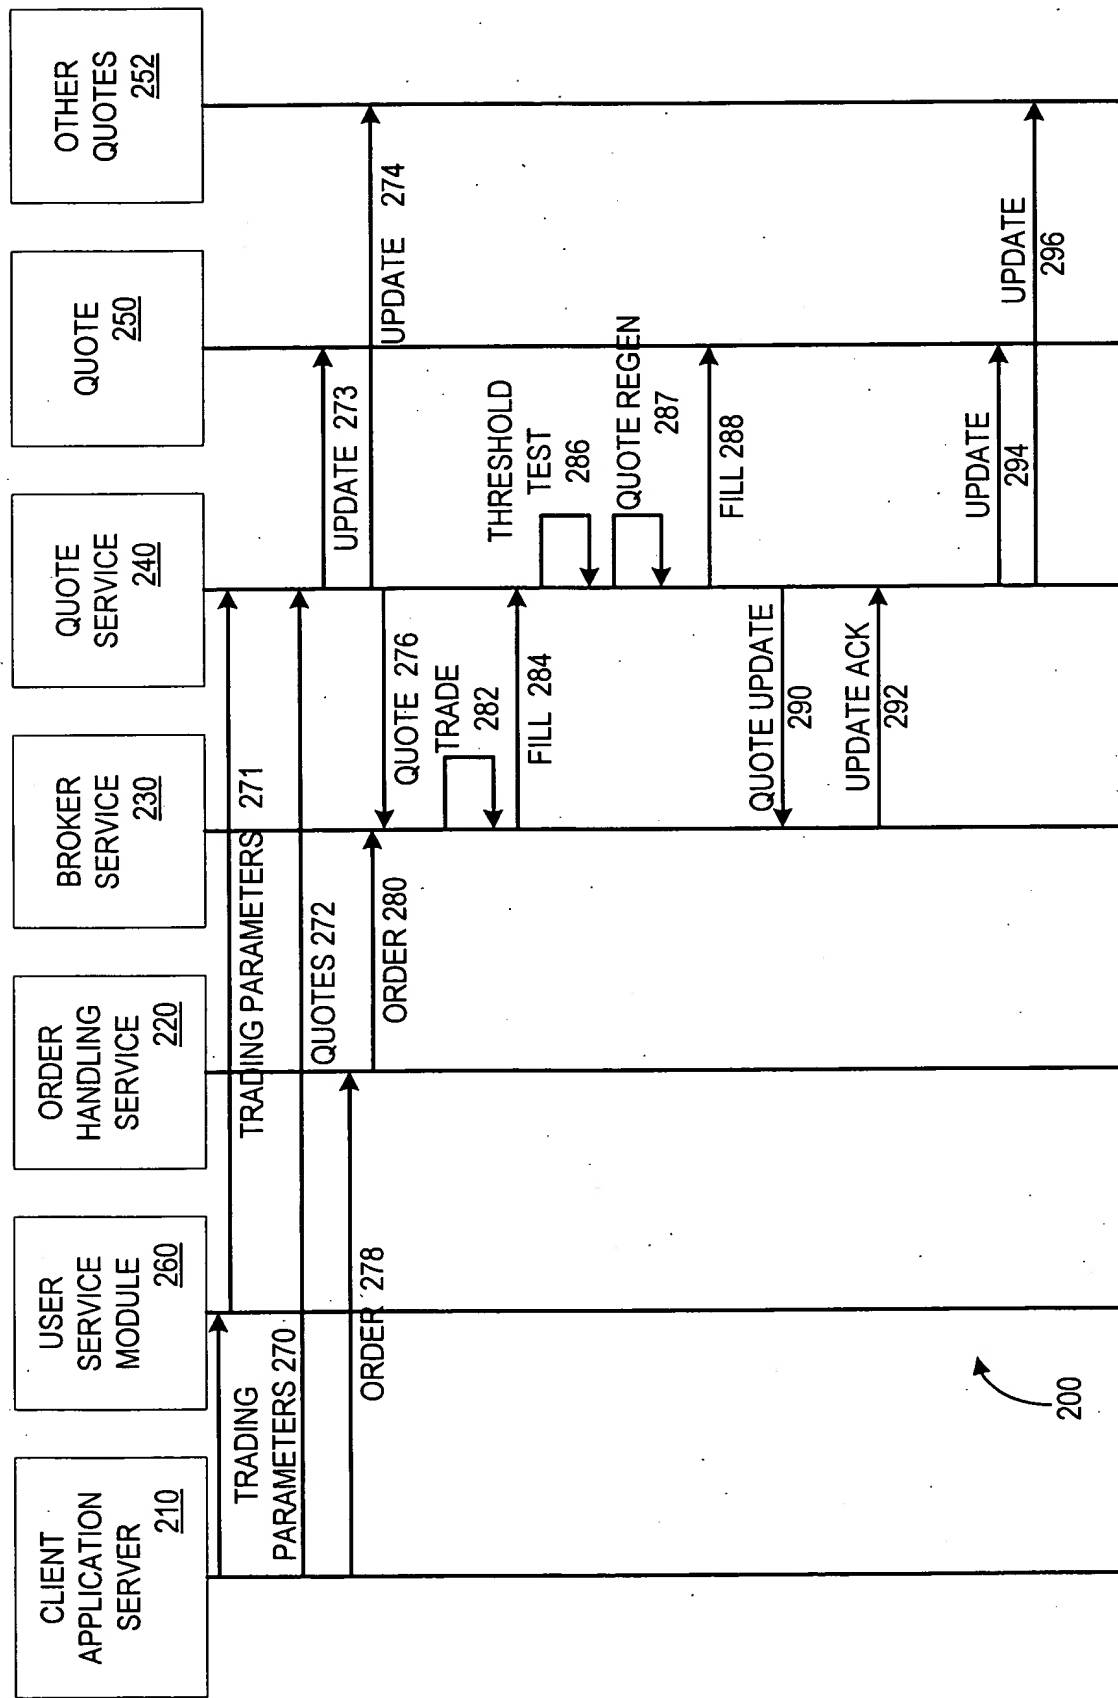 CLIENT
APPLICATION
SERVER
210
USER
SERVICE
MODULE
260
ORDER
HANDLING
SERVICE
220
BROKER
SERVICE
230
QUOTE
SERVICE
240
QUOTE
250
OTHER
QUOTES
252
TRADING
PARAMETERS 270
TRADING PARAMETERS 271
QUOTES 272
UPDATE 273
UPDATE 274
QUOTE 276
ORDER 278
ORDER 280
TRADE
282
FILL 284
THRESHOLD
TEST
286
QUOTE REGEN
287
FILL 288
QUOTE UPDATE
290
UPDATE ACK
292
UPDATE
294
UPDATE
296
200